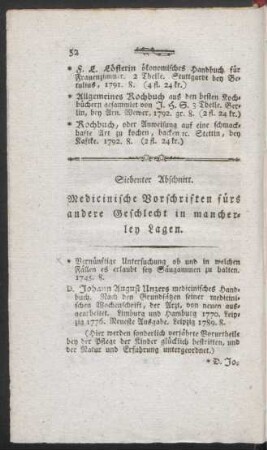 52
* F. L. Löfflerin ökonomisches Handbuch für
Frauenzimmer. 2 Theile. Stuttgardt bey
1791. 8. (4 fl. 24 kr.)
* Allgemeines Kochbuch aus den besten Koch-
büchern gesammelt von J. H. S. 3 Theile. Ber-
lin, bey Arn. Wever. 1792. gr. 8. (2 fl. 24 kr.)
* Kochbuch, oder Anweisung auf eine schmack-
hafte Art zu kochen, backen ꝛc. Stettin, bey
Kaffke. 1792. 8. (2 fl. 24 kr.)
Siebenter Abschnitt.
Medicinische Vorschriften fürs
andere Geschlecht in mancher-
ley Lagen.
* Vernünftige Untersuchung ob und in welchen
Fällen es erlaubt sey Säugammen zu halten.
1745. 8.
D. Johann August Unzers medicinisches Hand-
buch. Nach den Grundsätzen seiner medicini-
schen Wochenschrift, der Arzt, von neuen aus-
gearbeitet. Lüneburg und Hamburg 1770. Leip-
zig 1776. Neueste Ausgabe. Leipzig 1789. 8.
(Hier werden sonderlich verjährte Vorurtheile
bey der Pflege der Kinder glücklich bestritten, und
der Natur und Erfahrung untergeordnet.)
* D. Jo.